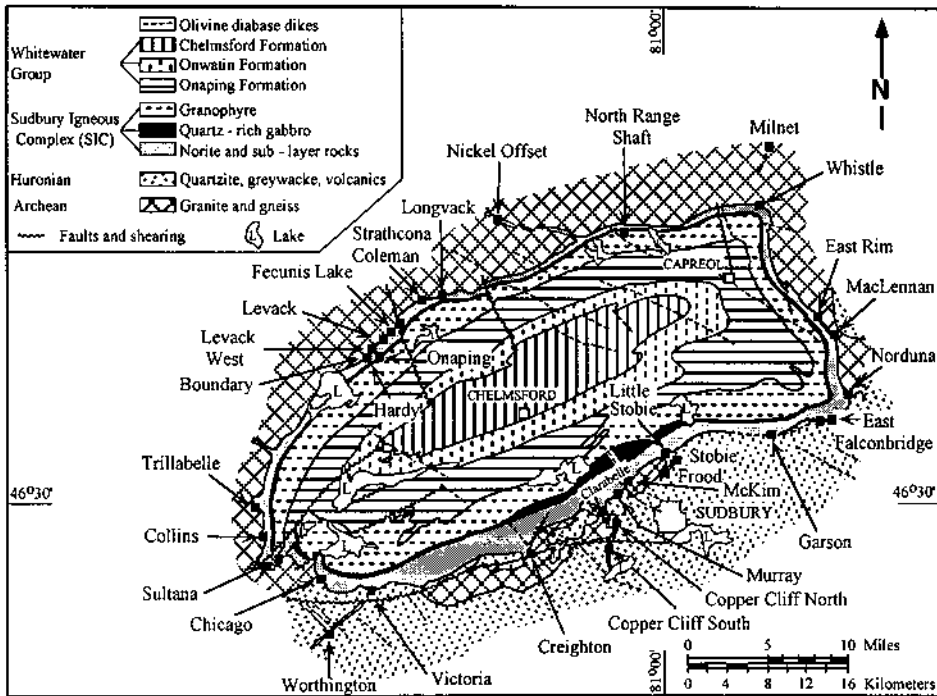 Whitewater
Group
Sudbury Igneous
Complex (SIC)
Huronian
Archean
Olivine diabase dikes
Chelmsford Formation
Onwatin Formation
Onaping Formation
Granophyre
Quartz - rich gabbro
Norite and sub - layer rocks
Quartzite, greywacke, volcanics
Granite and gneiss
Faults and shearing
L
Lake
81°00'
N
North Range
Shaft
Milnet
Nickel Offset
Whistle
Longvack
Strathcona
Coleman
Fecunis Lake
Levack
Levack
West
Boundary
CAPREOL
East Rim
MacLennan
Norduna
Onaping
Hardy
CHELMSFORD
Little
Stobie
East
Falconbridge
Trillabelle
46°30'
Collins
Sultana
Chicago
Worthington
Victoria
Clarabelle
Stobie
Frood
McKim
SUDBURY
46°30'
Garson
Murray
Copper Cliff North
Copper Cliff South
Creighton
L
L
L
L
L
L
L
81°00'
0 5 10 Miles
0 4 8 12 16 Kilometers